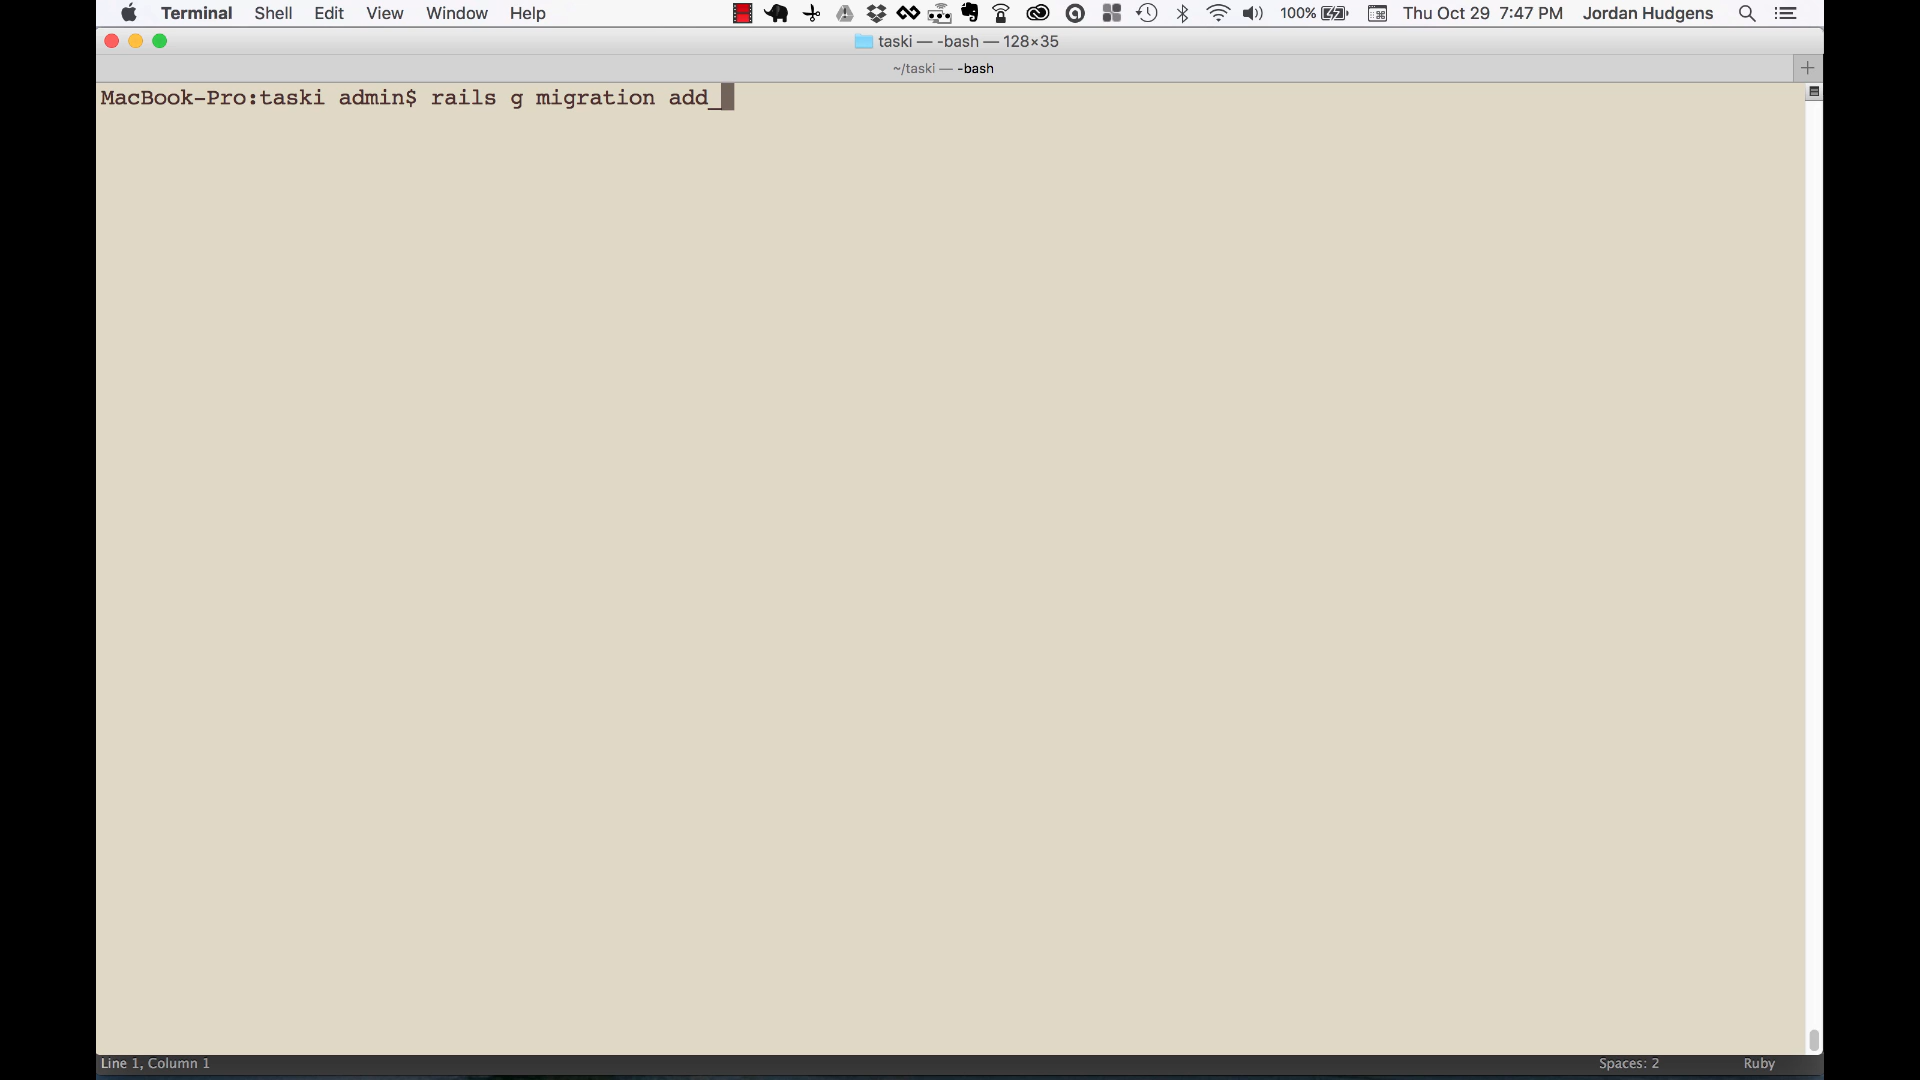 Terminal Shell Edit View Window Help 100% Thu Oct 29 7:47 PM Jordan Hudgens
taski — -bash — 128×35
~/taski — -bash
MacBook-Pro:taski admin$ rails g migration add_
Line 1, Column 1 Spaces: 2 Ruby